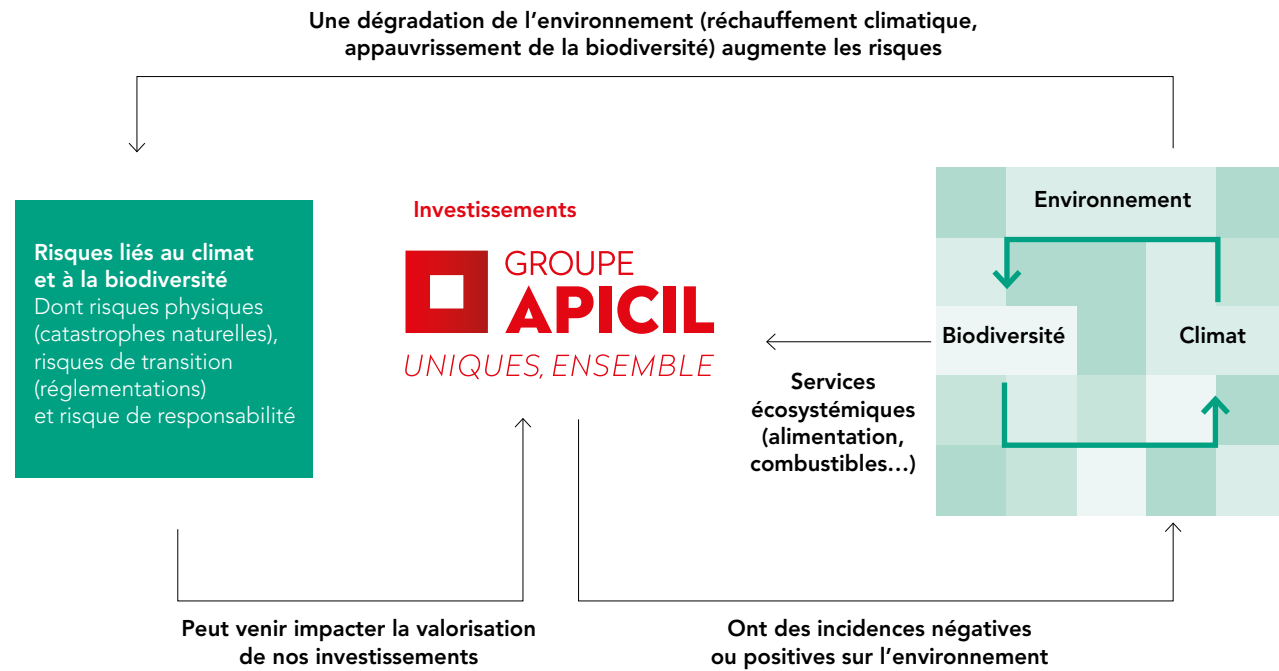 Une dégradation de l’environnement (réchauffement climatique,
appauvrissement de la biodiversité) augmente les risques
Risques liés au climat
et à la biodiversité
Dont risques physiques
(catastrophes naturelles),
risques de transition
(réglementations)
et risque de responsabilité
Investissements
GROUPE
APICIL
UNIQUES, ENSEMBLE
Services
écosystémiques
(alimentation,
combustibles…)
Environnement
Biodiversité
Climat
Peut venir impacter la valorisation
de nos investissements
Ont des incidences négatives
ou positives sur l’environnement